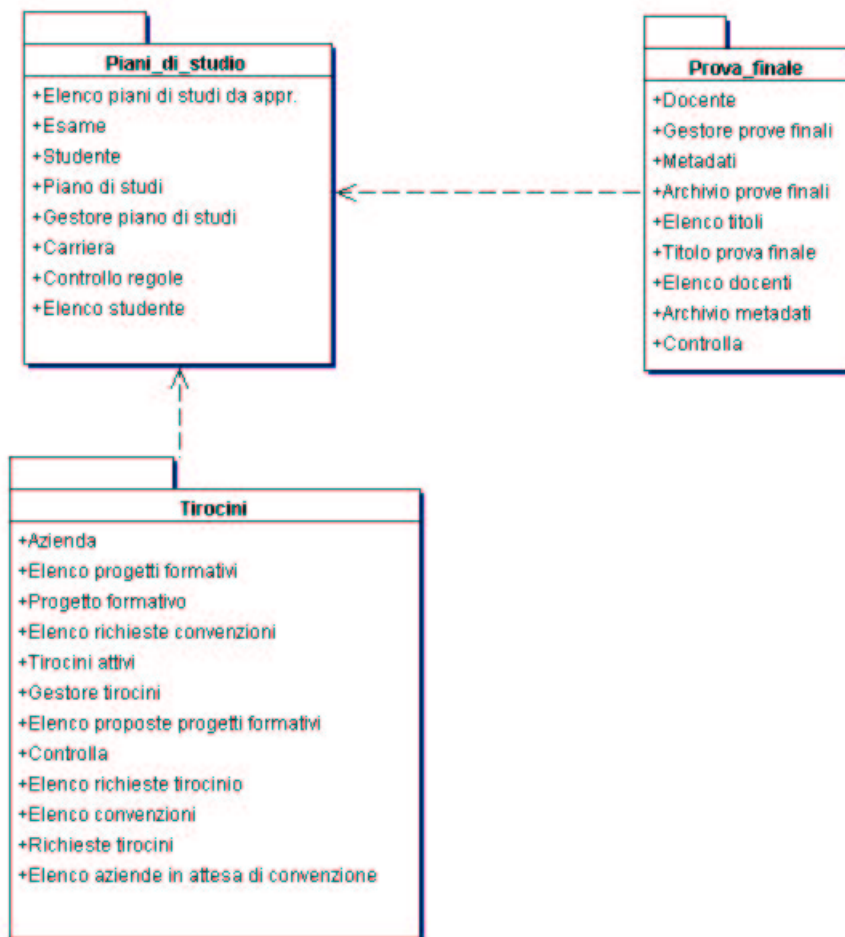 Piani_di_studio
+Elenco piani di studi da appr.
+Esame
+Studente
+Piano di studi
+Gestore piano di studi
+Carriera
+Controllo regole
+Elenco studente
Prova_finale
+Docente
+Gestore prove finali
+Metadati
+Archivio prove finali
+Elenco titoli
+Titolo prova finale
+Elenco docenti
+Archivio metadati
+Controlla
Tirocini
+Azienda
+Elenco progetti formativi
+Progetto formativo
+Elenco richieste convenzioni
+Tirocini attivi
+Gestore tirocini
+Elenco proposte progetti formativi
+Controlla
+Elenco richieste tirocinio
+Elenco convenzioni
+Richieste tirocini
+Elenco aziende in attesa di convenzione